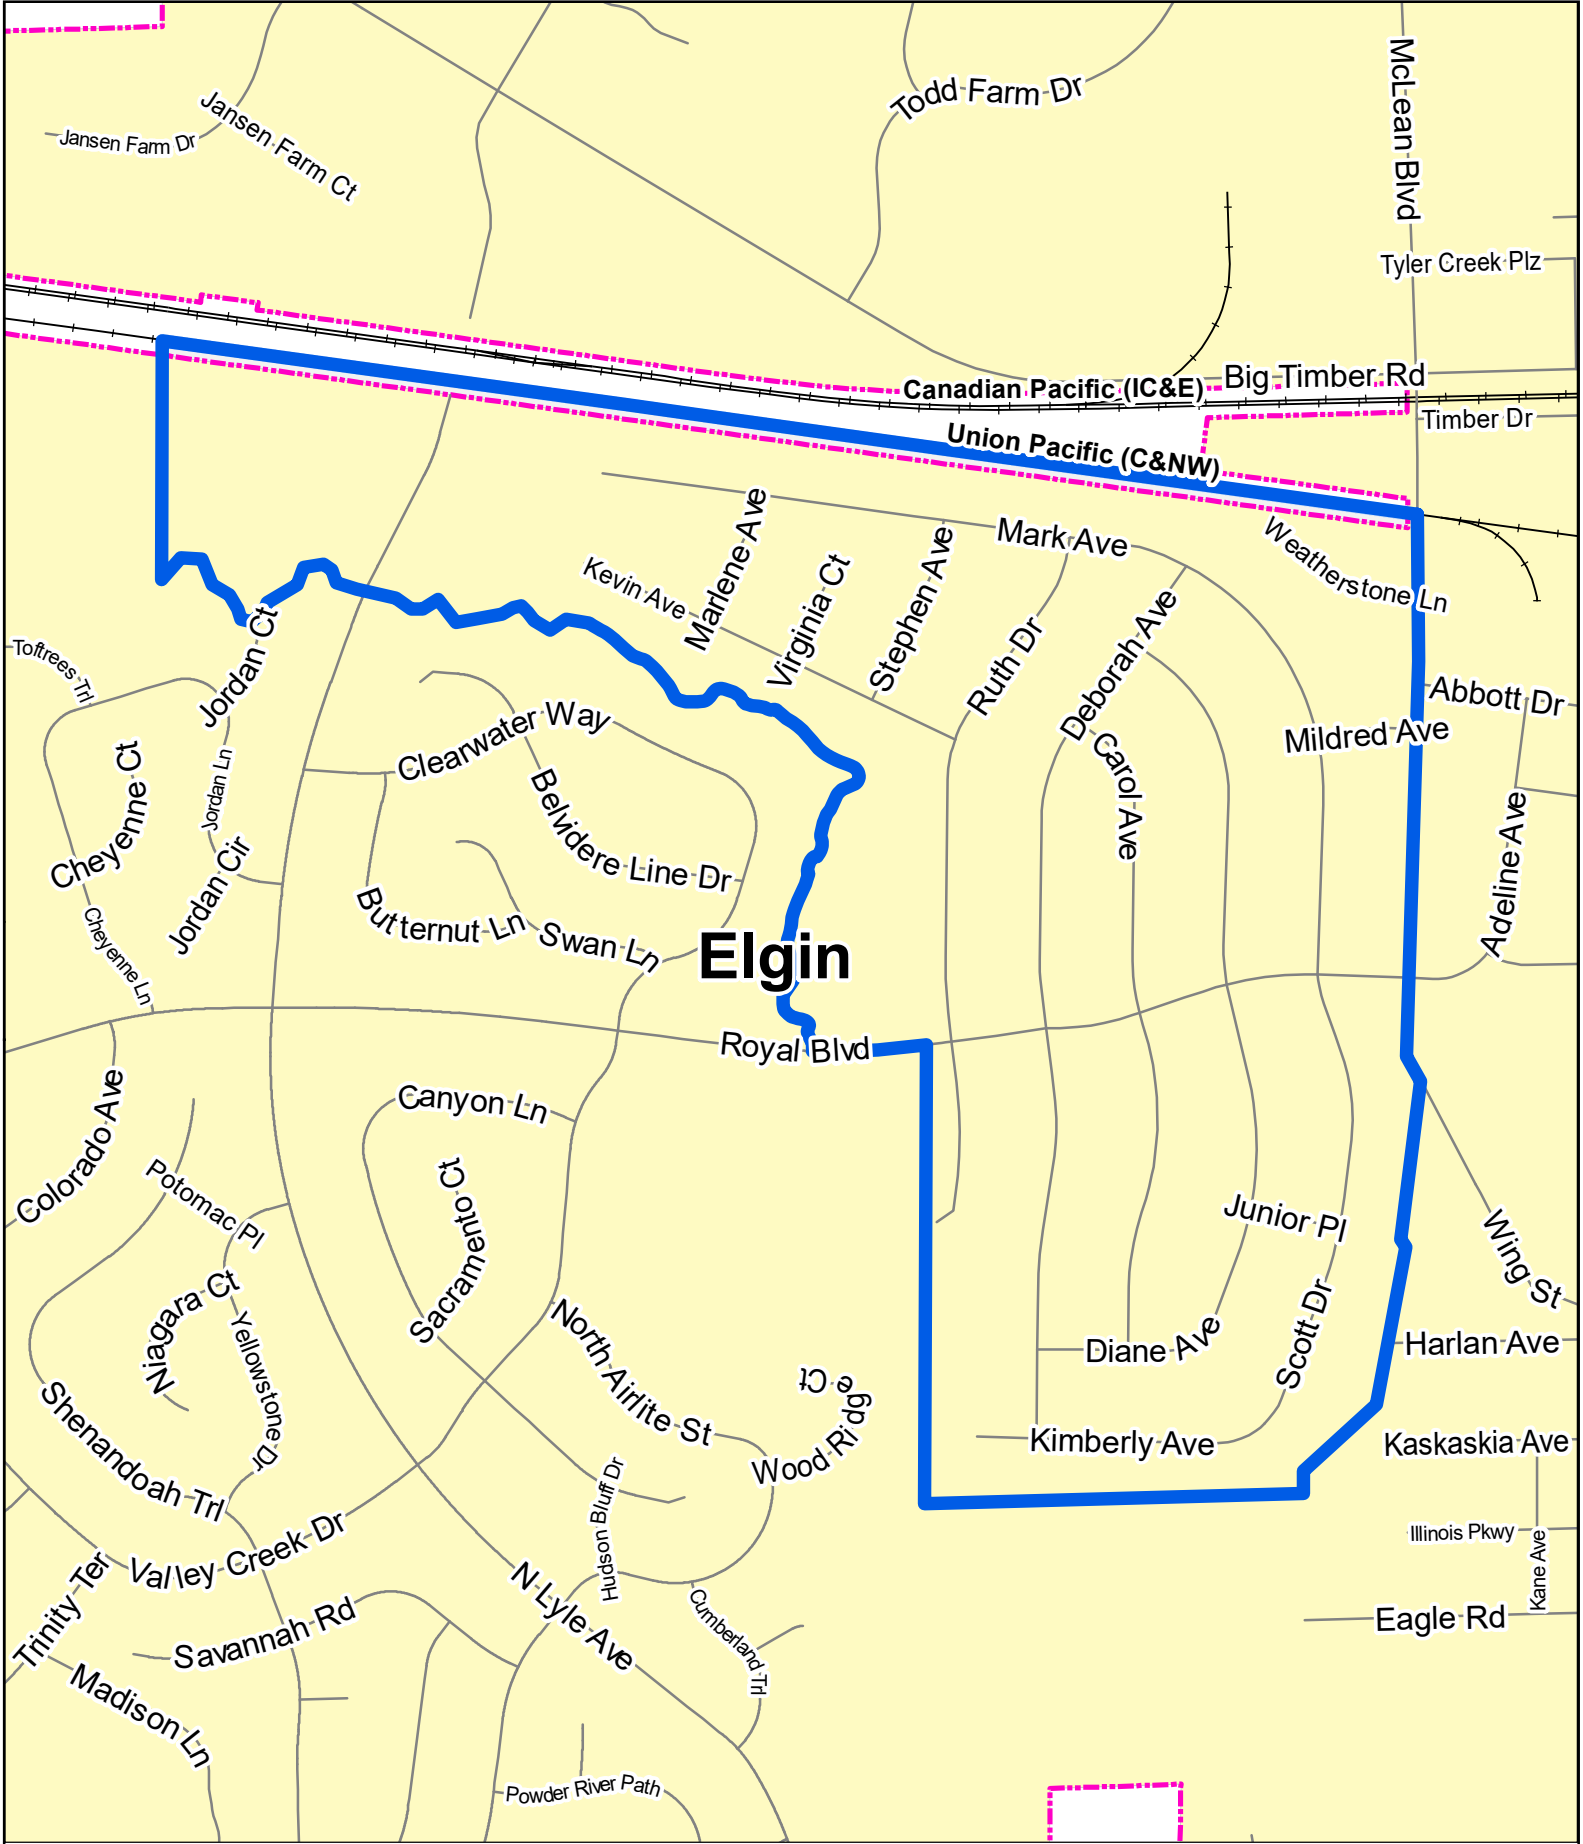 McLean Blvd
Todd Farm Dr
Jansen Farm Dr
Jansen Farm Ct
Tyler Creek Plz
Big Timber Rd
Canadian Pacific (IC&E)
Timber Dr
Union Pacific (C&NW)
Mark Ave
Marlene Ave
Weatherstone Ln
Kevin Ave
Virginia Ct
Stephen Ave
Ruth Dr
Deborah Ave
Toftrees Trl
Jordan Ct
Abbott Dr
Mildred Ave
Clearwater Way
Carol Ave
Cheyenne Ct
Jordan Ln
Belvidere Line Dr
Adeline Ave
Jordan Cir
Butternut Ln
Swan Ln
Cheyenne Ln
Elgin
Royal Blvd
Colorado Ave
Canyon Ln
Sacramento Ct
Potomac Pl
Junior Pl
Wing St
Niagara Ct
Yellowstone Dr
North Airlite St
Scott Dr
Diane Ave
Harlan Ave
Wood Ridge Ct
Shenandoah Trl
Kimberly Ave
Kaskaskia Ave
Hudson Bluff Dr
Valley Creek Dr
Illinois Pkwy
Kane Ave
Trinity Ter
N Lyle Ave
Cumberland Trl
Eagle Rd
Savannah Rd
Madison Ln
Powder River Path